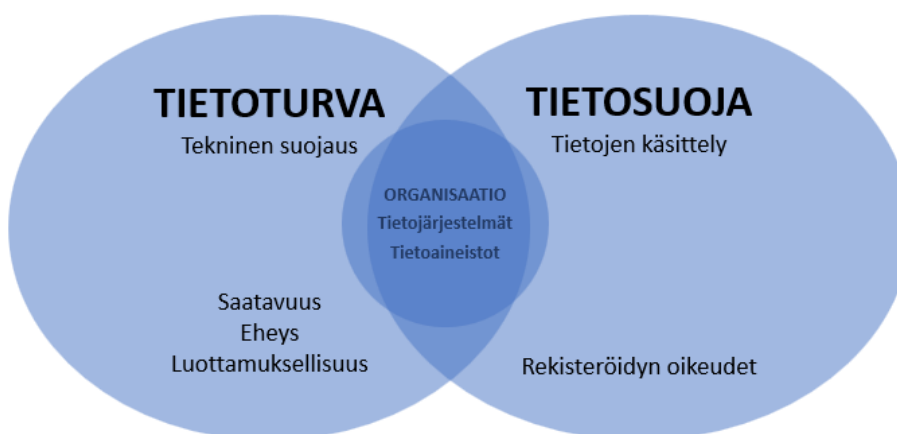 TIETOTURVA
Tekninen suojaus
Saatavuus
Eheys
Luottamuksellisuus
ORGANISAATIO
Tietojärjestelmät
Tietoaineistot
TIETOSUOJA
Tietojen käsittely
Rekisteröidyn oikeudet